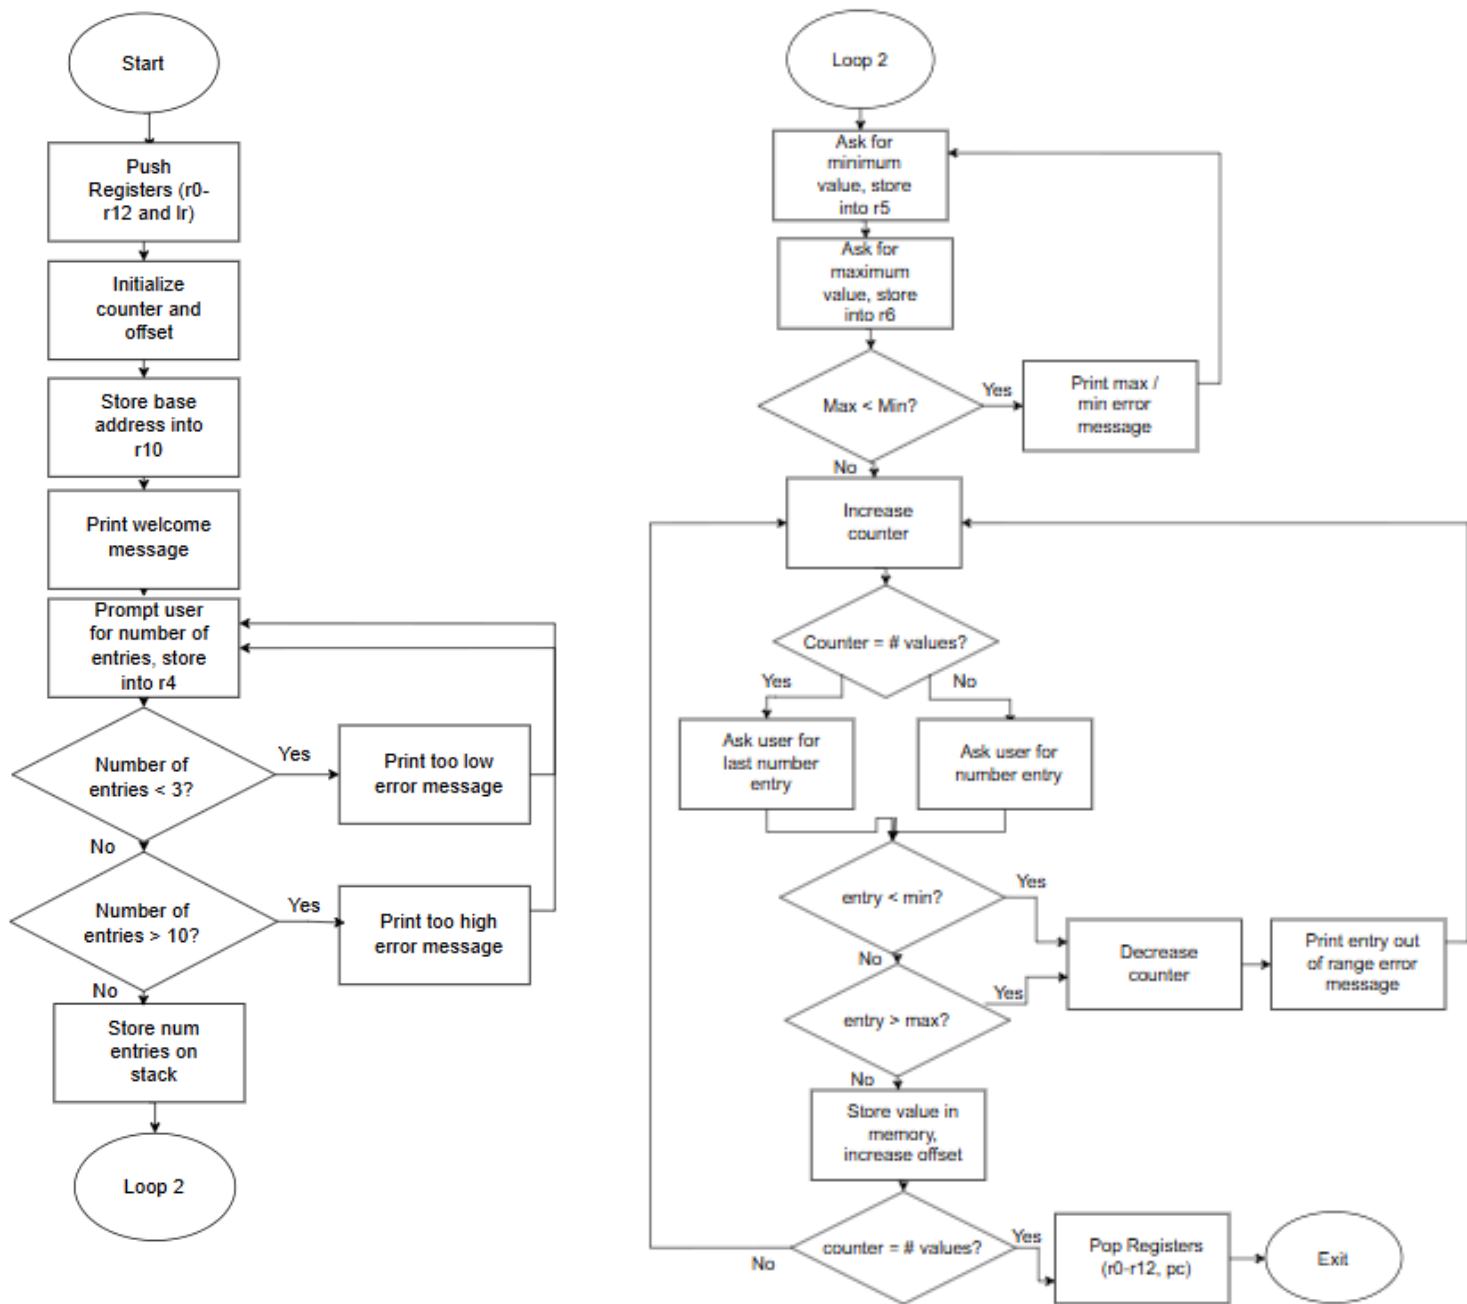 Start
Push
Registers (r0-
r12 and lr)
Initialize
counter and
offset
Store base
address into
r10
Print welcome
message
Prompt user
for number of
entries, store
into r4
Number of
entries < 3?
Yes
Print too low
error message
No
Number of
entries > 10?
Yes
Print too high
error message
No
Store num
entries on
stack
Loop 2
Loop 2
Ask for
minimum
value, store
into r5
Ask for
maximum
value, store
into r6
Max < Min?
Yes
Print max /
min error
message
No
Increase
counter
Counter = # values?
Yes
No
Ask user for
last number
entry
Ask user for
number entry
entry < min?
Yes
Decrease
counter
Print entry out
of range error
message
No
entry > max?
Yes
No
Store value in
memory,
increase offset
counter = # values?
Yes
No
Pop Registers
(r0-r12, pc)
Exit